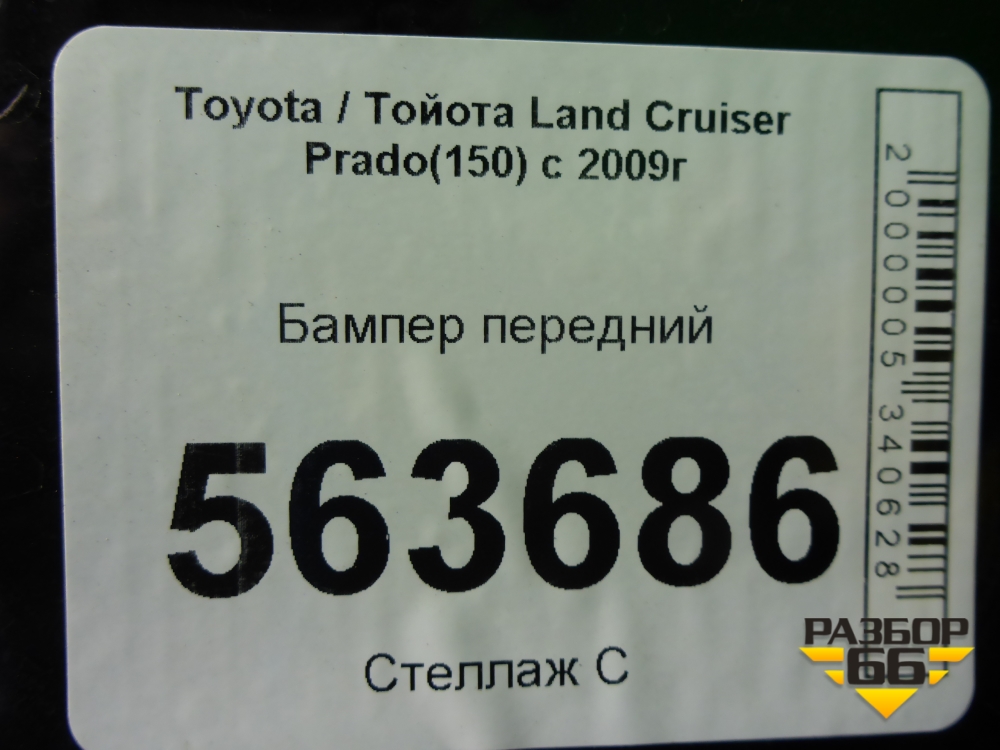 Toyota / Тойота Land Cruiser
Prado(150) с 2009г
Бампер передний
563686
Стеллаж С
2000005340628
РАЗБОР
66